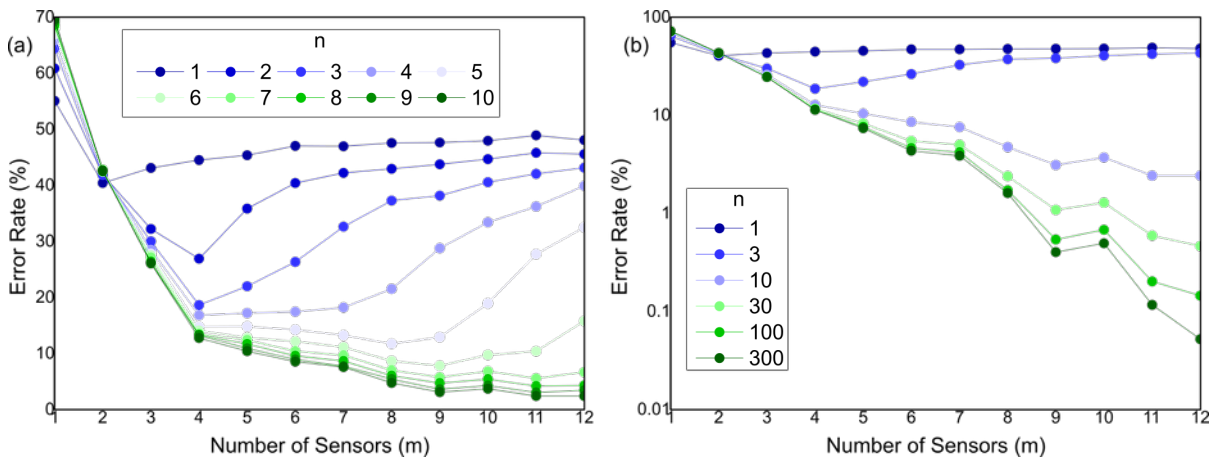 (a)
n
1 2 3 4 5
6 7 8 9 10
70
60
50
40
30
20
10
0
1 2 3 4 5 6 7 8 9 10 11 12
Error Rate (%)
Number of Sensors (m)
(b)
100
10
1
0.1
0.01
n
1
3
10
30
100
300
1 2 3 4 5 6 7 8 9 10 11 12
Error Rate (%)
Number of Sensors (m)